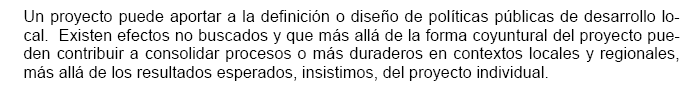 Un proyecto puede aportar a la definición o diseño de políticas públicas de desarrollo lo-
cal.  Existen efectos no buscados y que más allá de la forma coyuntural del proyecto pue-
den contribuir a consolidar procesos o más duraderos en contextos locales y regionales,
más allá de los resultados esperados, insistimos, del proyecto individual.